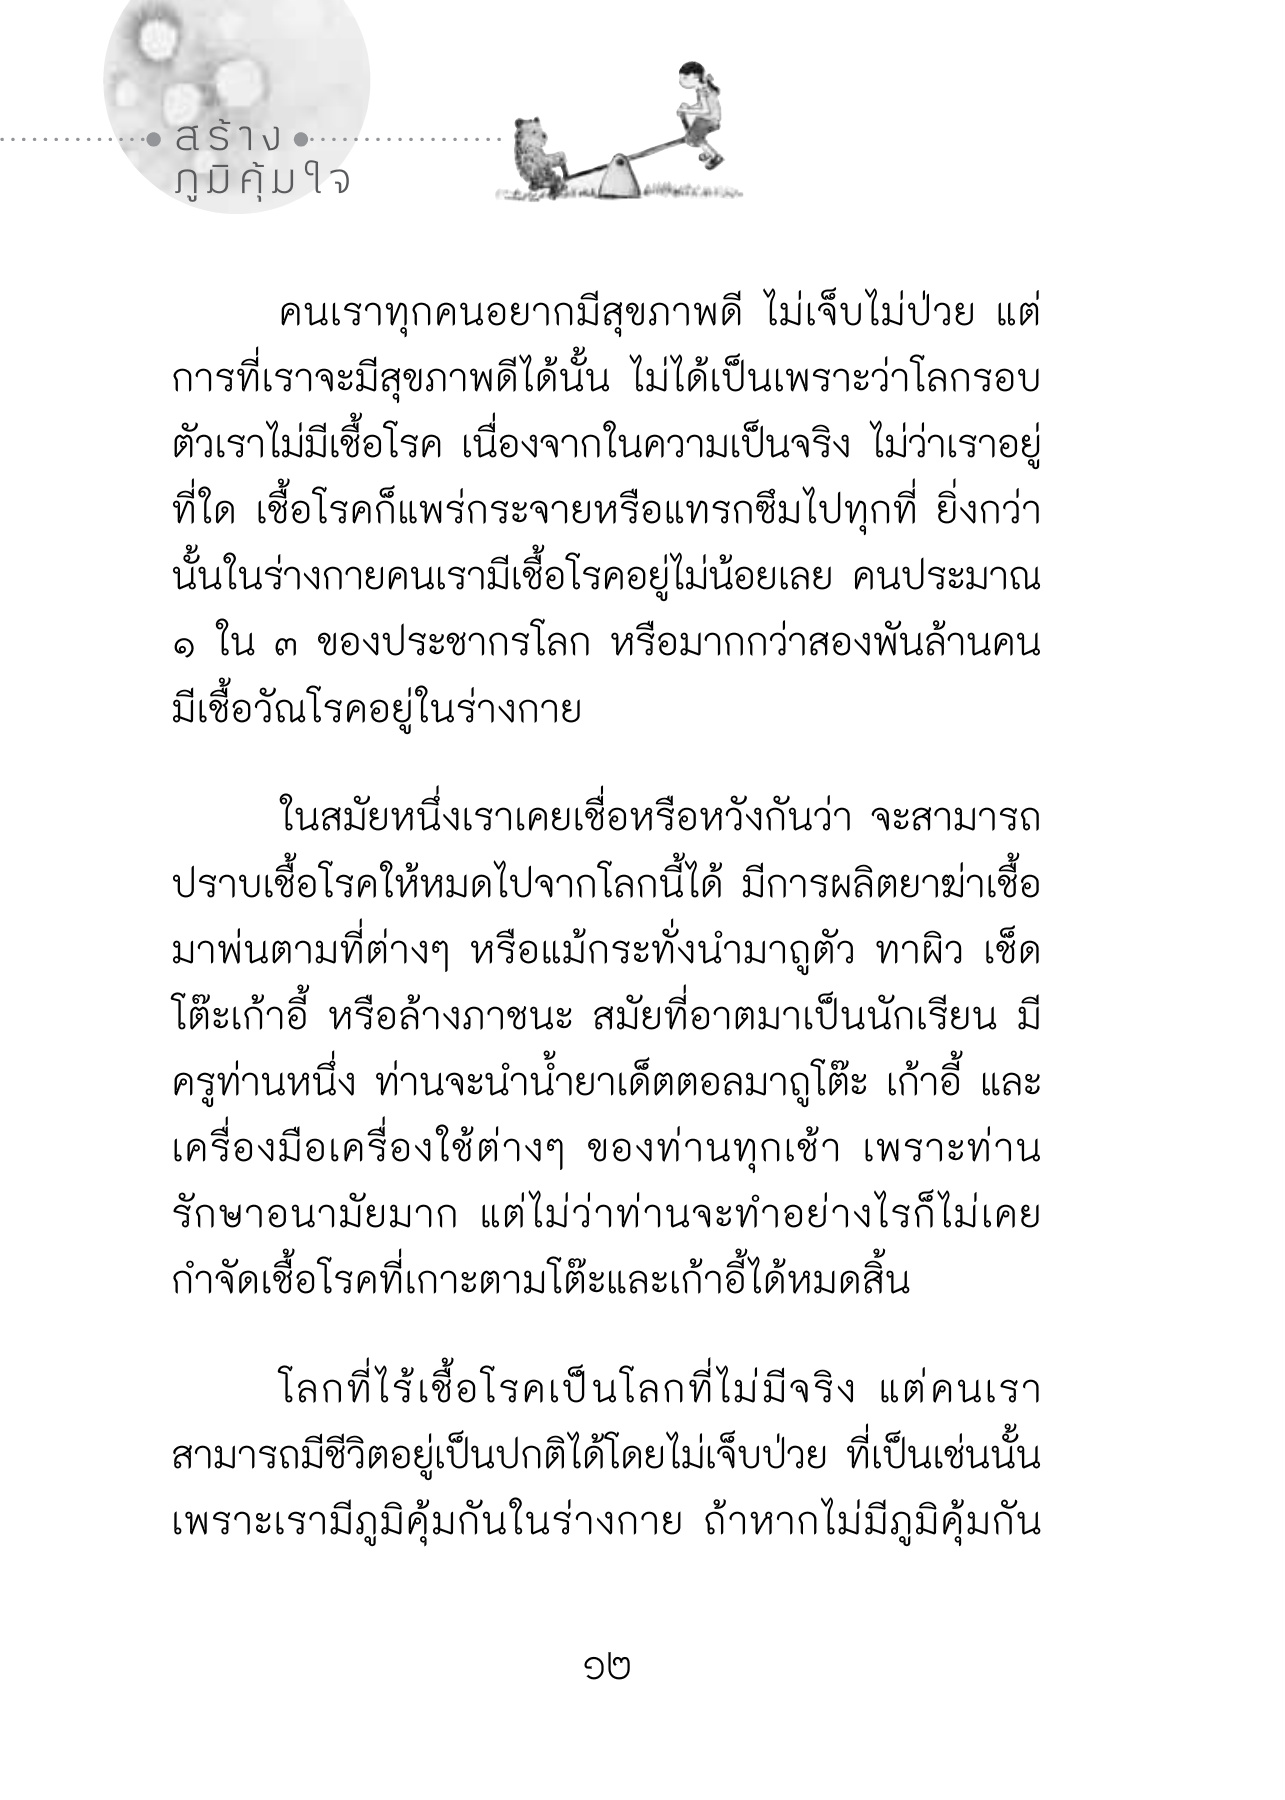 สร้าง
ภูมิคุ้มใจ
คนเราทุกคนอยากมีสุขภาพดี ไม่เจ็บไม่ป่วย แต่
การที่เราจะมีสุขภาพดีได้นั้น ไม่ได้เป็นเพราะว่าโลกรอบ
ตัวเราไม่มีเชื้อโรค เนื่องจากในความเป็นจริง ไม่ว่าเราอยู่
ที่ใด เชื้อโรคก็แพร่กระจายหรือแทรกซึมไปทุกที่ ยิ่งกว่า
นั้นในร่างกายคนเรามีเชื้อโรคอยู่ไม่น้อยเลย คนประมาณ
๑ ใน ๓ ของประชากรโลก หรือมากกว่าสองพันล้านคน
มีเชื้อวัณโรคอยู่ในร่างกาย
ในสมัยหนึ่งเราเคยเชื่อหรือหวังกันว่า จะสามารถ
ปราบเชื้อโรคให้หมดไปจากโลกนี้ได้ มีการผลิตยาฆ่าเชื้อ
มาพ่นตามที่ต่างๆ หรือแม้กระทั่งนำมาถูตัว ทาผิว เช็ด
โต๊ะเก้าอี้ หรือล้างภาชนะ สมัยที่อาตมาเป็นนักเรียน มี
ครูท่านหนึ่ง ท่านจะนำน้ำยาเด็ตตอลมาถูโต๊ะ เก้าอี้ และ
เครื่องมือเครื่องใช้ต่างๆ ของท่านทุกเช้า เพราะท่าน
รักษาอนามัยมาก แต่ไม่ว่าท่านจะทำอย่างไรก็ไม่เคย
กำจัดเชื้อโรคที่เกาะตามโต๊ะและเก้าอี้ได้หมดสิ้น
โลกที่ไร้เชื้อโรคเป็นโลกที่ไม่มีจริง แต่คนเรา
สามารถมีชีวิตอยู่เป็นปกติได้โดยไม่เจ็บป่วย ที่เป็นเช่นนั้น
เพราะเรามีภูมิคุ้มกันในร่างกาย ถ้าหากไม่มีภูมิคุ้มกัน
๑๒